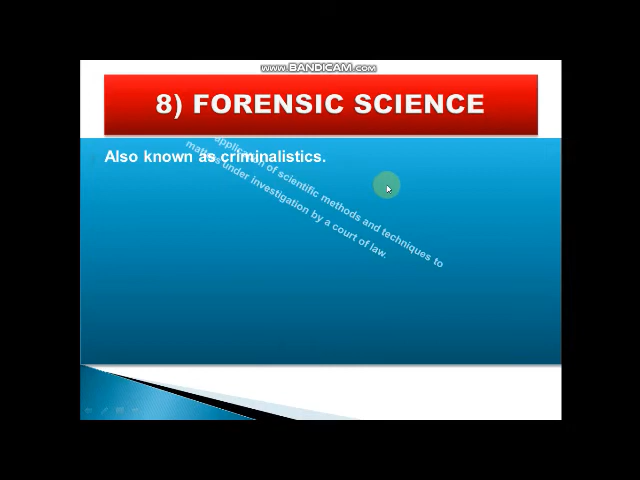 www.BANDICAM.com
8) FORENSIC SCIENCE
Also known as criminalistics.
application of scientific methods and techniques to
matters under investigation by a court of law.